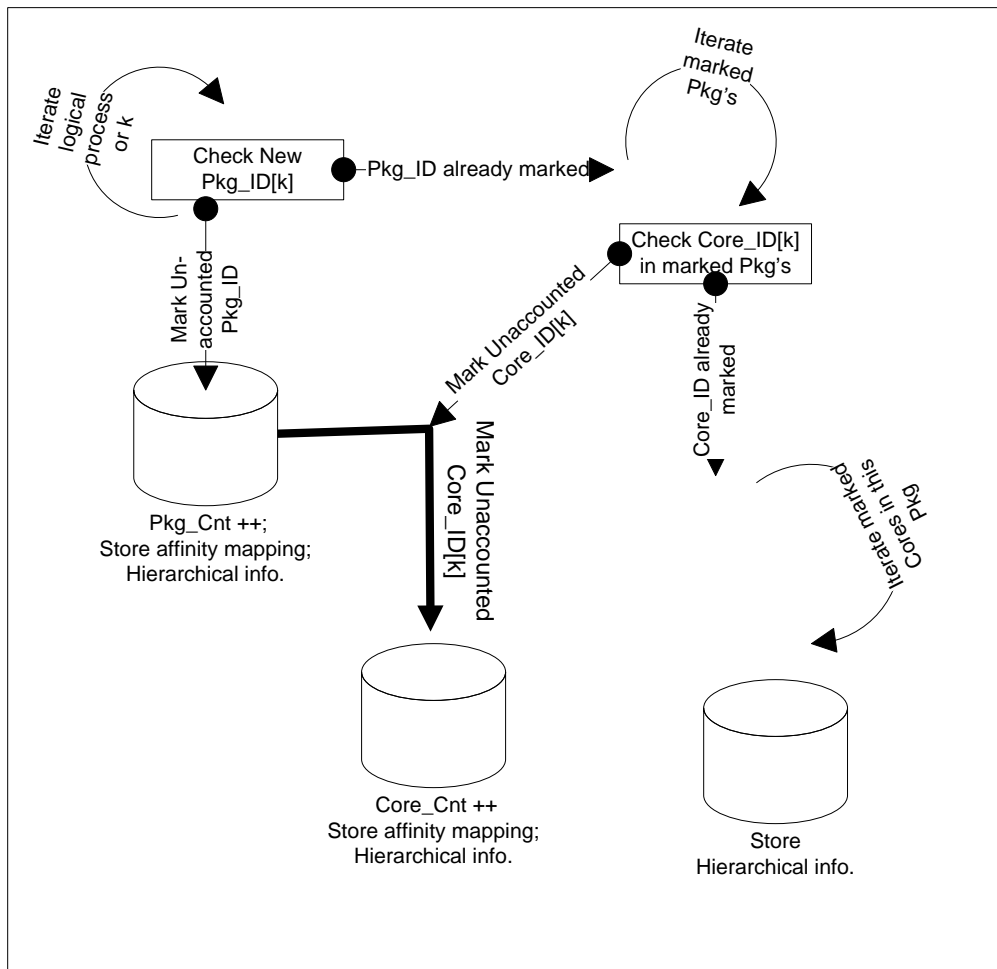 Iterate
logical
process
or k
Check New
Pkg_ID[k]
Pkg_ID already marked
Iterate
marked
Pkg's
Check Core_ID[k]
in marked Pkg's
Mark Un-
accounted
Pkg_ID
Mark Unaccounted
Core_ID[k]
Core_ID already
marked
Mark Unaccounted
Core_ID[k]
Iterate marked
Cores in this
Pkg
Pkg_Cnt ++;
Store affinity mapping;
Hierarchical info.
Core_Cnt ++
Store affinity mapping;
Hierarchical info.
Store
Hierarchical info.